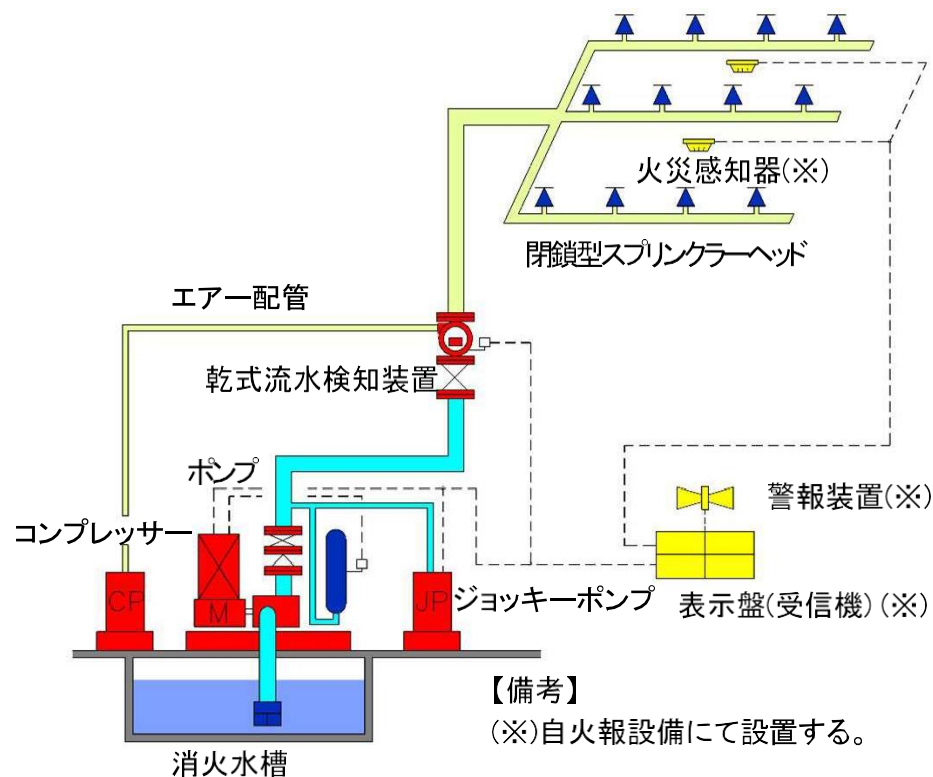 火災感知器(※)
閉鎖型スプリンクラーヘッド
エアー配管
乾式流水検知装置
ポンプ
コンプレッサー
警報装置(※)
CP
M
JP
ジョッキーポンプ
表示盤(受信機)(※)
【備考】
(※)自火報設備にて設置する。
消火水槽